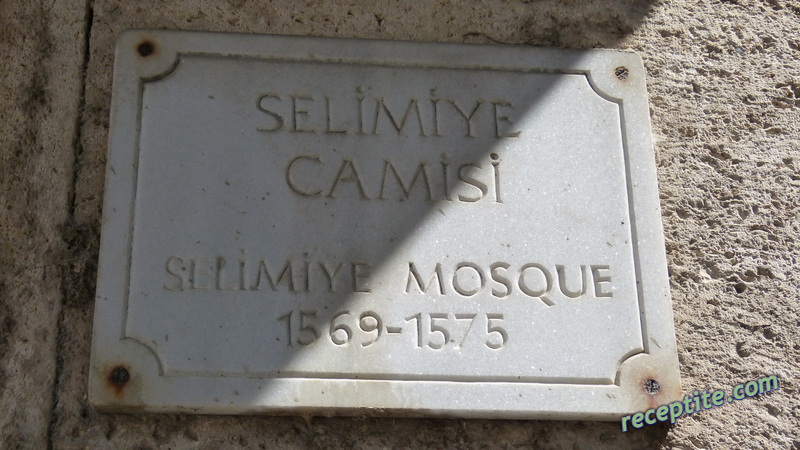 SELİMİYE
CAMİSİ
SELİMİYE MOSQUE
1569-1575
receptite.com